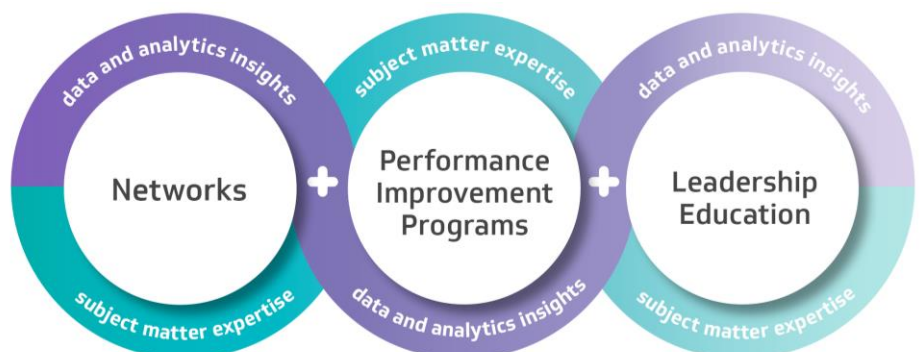 data and analytics insights
Networks
subject matter expertise
+
subject matter expertise
Performance
Improvement
Programs
data and analytics insights
+
data and analytics insights
Leadership
Education
subject matter expertise